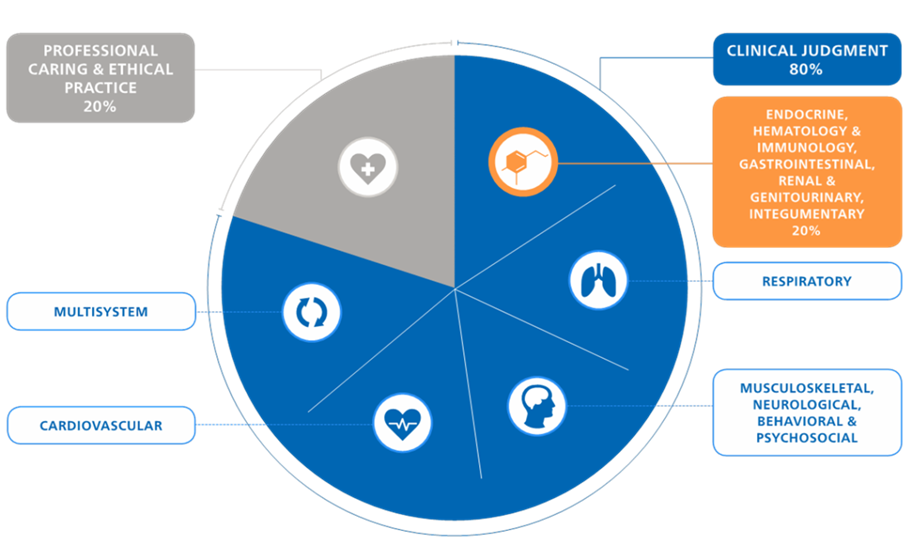 PROFESSIONAL
CARING & ETHICAL
PRACTICE
20%
CLINICAL JUDGMENT
80%
ENDOCRINE,
HEMATOLOGY &
IMMUNOLOGY,
GASTROINTESTINAL,
RENAL &
GENITOURINARY,
INTEGUMENTARY
20%
RESPIRATORY
MULTISYSTEM
MUSCULOSKELETAL,
NEUROLOGICAL,
BEHAVIORAL &
PSYCHOSOCIAL
CARDIOVASCULAR